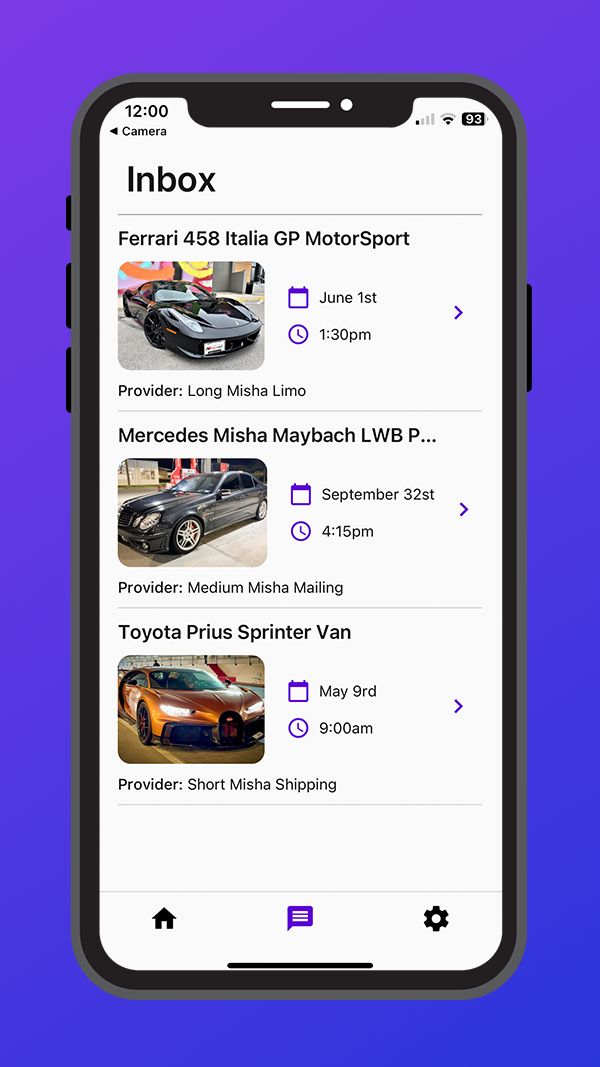 12:00
93
◀ Camera
Inbox
Ferrari 458 Italia GP MotorSport
June 1st
1:30pm
Provider: Long Misha Limo
Mercedes Misha Maybach LWB P...
September 32st
4:15pm
Provider: Medium Misha Mailing
Toyota Prius Sprinter Van
May 9rd
9:00am
Provider: Short Misha Shipping